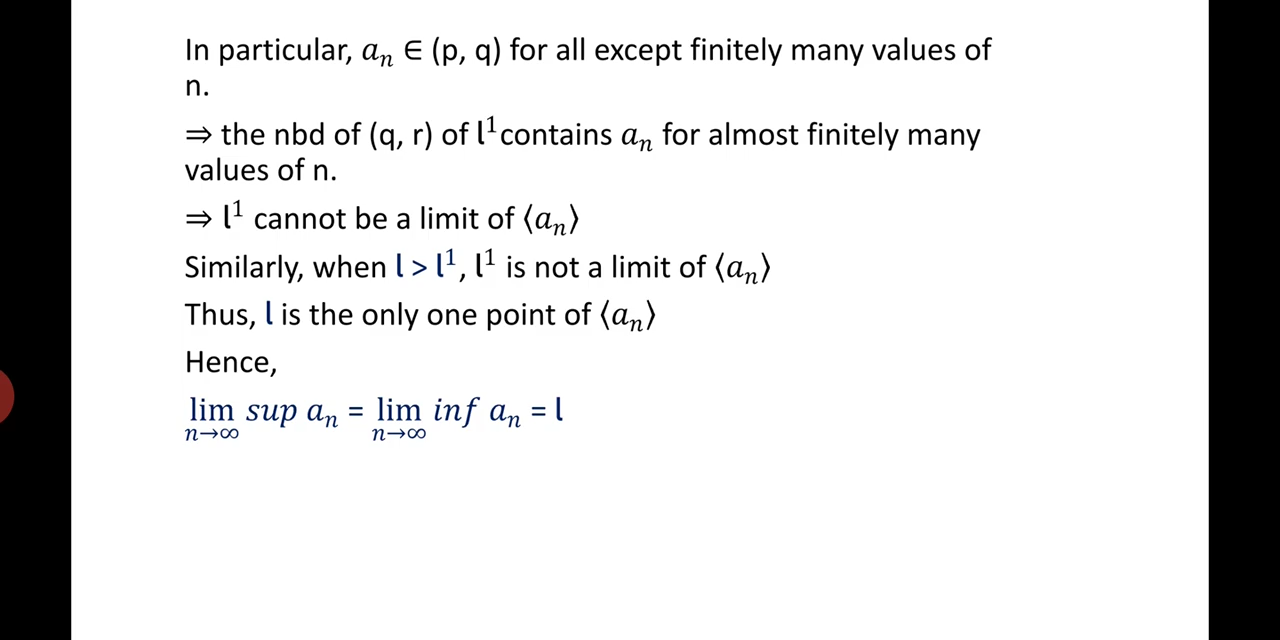 In particular, aₙ ∈ (p, q) for all except finitely many values of
n.
⇒ the nbd of (q, r) of l¹contains aₙ for almost finitely many
values of n.
⇒ l¹ cannot be a limit of ⟨aₙ⟩
Similarly, when l > l¹, l¹ is not a limit of ⟨aₙ⟩
Thus, l is the only one point of ⟨aₙ⟩
Hence,
lim sup aₙ = lim inf aₙ = l
n→∞ n→∞